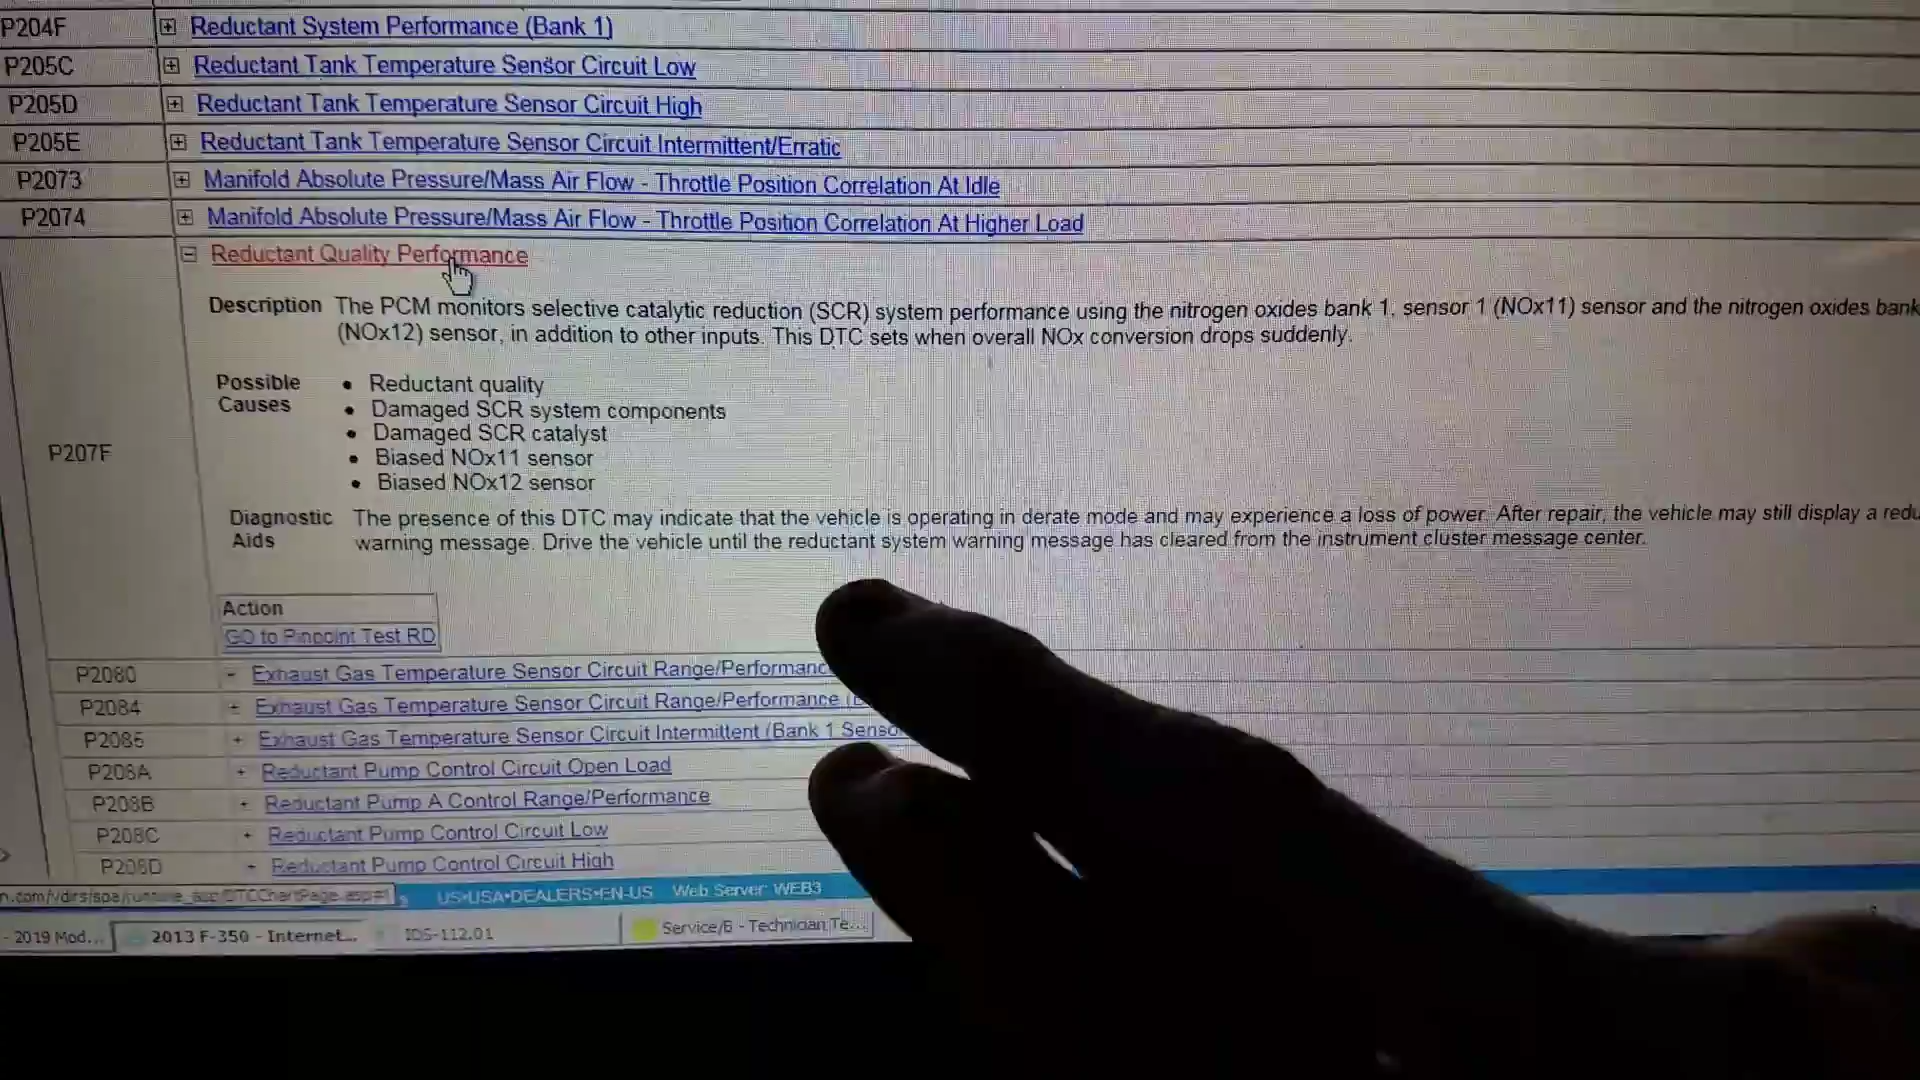 P204F Reductant System Performance (Bank 1)
P205C Reductant Tank Temperature Sensor Circuit Low
P205D Reductant Tank Temperature Sensor Circuit High
P205E Reductant Tank Temperature Sensor Circuit Intermittent/Erratic
P2073 Manifold Absolute Pressure/Mass Air Flow - Throttle Position Correlation At Idle
P2074 Manifold Absolute Pressure/Mass Air Flow - Throttle Position Correlation At Higher Load
Reductant Quality Performance
Description The PCM monitors selective catalytic reduction (SCR) system performance using the nitrogen oxides bank 1, sensor 1 (NOx11) sensor and the nitrogen oxides bank
(NOx12) sensor, in addition to other inputs. This DTC sets when overall NOx conversion drops suddenly.
Possible • Reductant quality
Causes • Damaged SCR system components
• Damaged SCR catalyst
P207F • Biased NOx11 sensor
• Biased NOx12 sensor
Diagnostic The presence of this DTC may indicate that the vehicle is operating in derate mode and may experience a loss of power. After repair, the vehicle may still display a redu
Aids warning message. Drive the vehicle until the reductant system warning message has cleared from the instrument cluster message center.
Action
GO to Pinpoint Test RD
P2080 Exhaust Gas Temperature Sensor Circuit Range/Performanc
P2084 Exhaust Gas Temperature Sensor Circuit Range/Performance
P2085 Exhaust Gas Temperature Sensor Circuit Intermittent (Bank 1 Senso
P208A Reductant Pump Control Circuit Open Load
P208B Reductant Pump A Control Range/Performance
P208C Reductant Pump Control Circuit Low
P208D Reductant Pump Control Circuit High
US•USA•DEALERS•EN-US Web Server: WEB3
- 2019 Mod... 2013 F-350 - Internet... IDS-112.01 Service/6 - Technician Te...